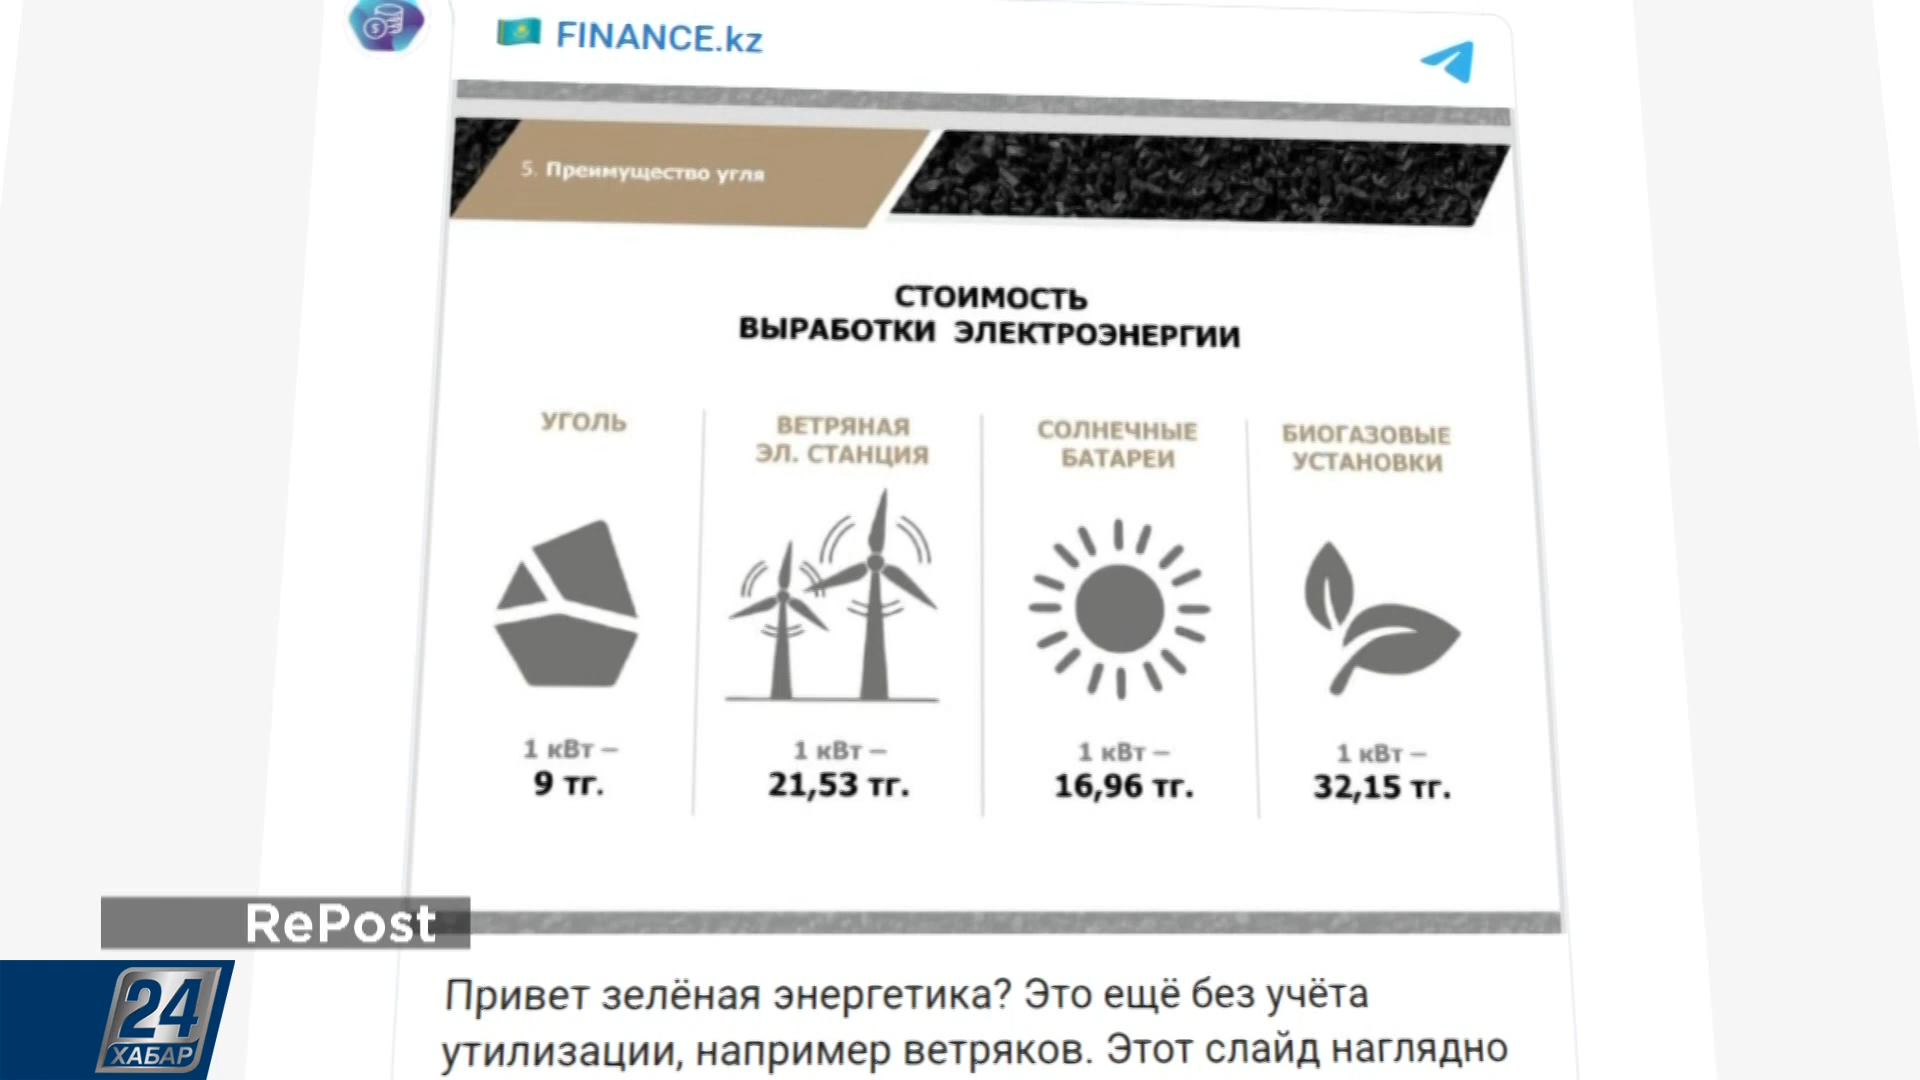 FINANCE.kz
5. Преимущество угля
СТОИМОСТЬ
ВЫРАБОТКИ ЭЛЕКТРОЭНЕРГИИ
УГОЛЬ
1 кВт –
9 тг.
ВЕТРЯНАЯ
ЭЛ. СТАНЦИЯ
1 кВт –
21,53 тг.
СОЛНЕЧНЫЕ
БАТАРЕИ
1 кВт –
16,96 тг.
БИОГАЗОВЫЕ
УСТАНОВКИ
1 кВт –
32,15 тг.
RePost
24
ХАБАР
Привет зелёная энергетика? Это ещё без учёта
утилизации, например ветряков. Этот слайд наглядно